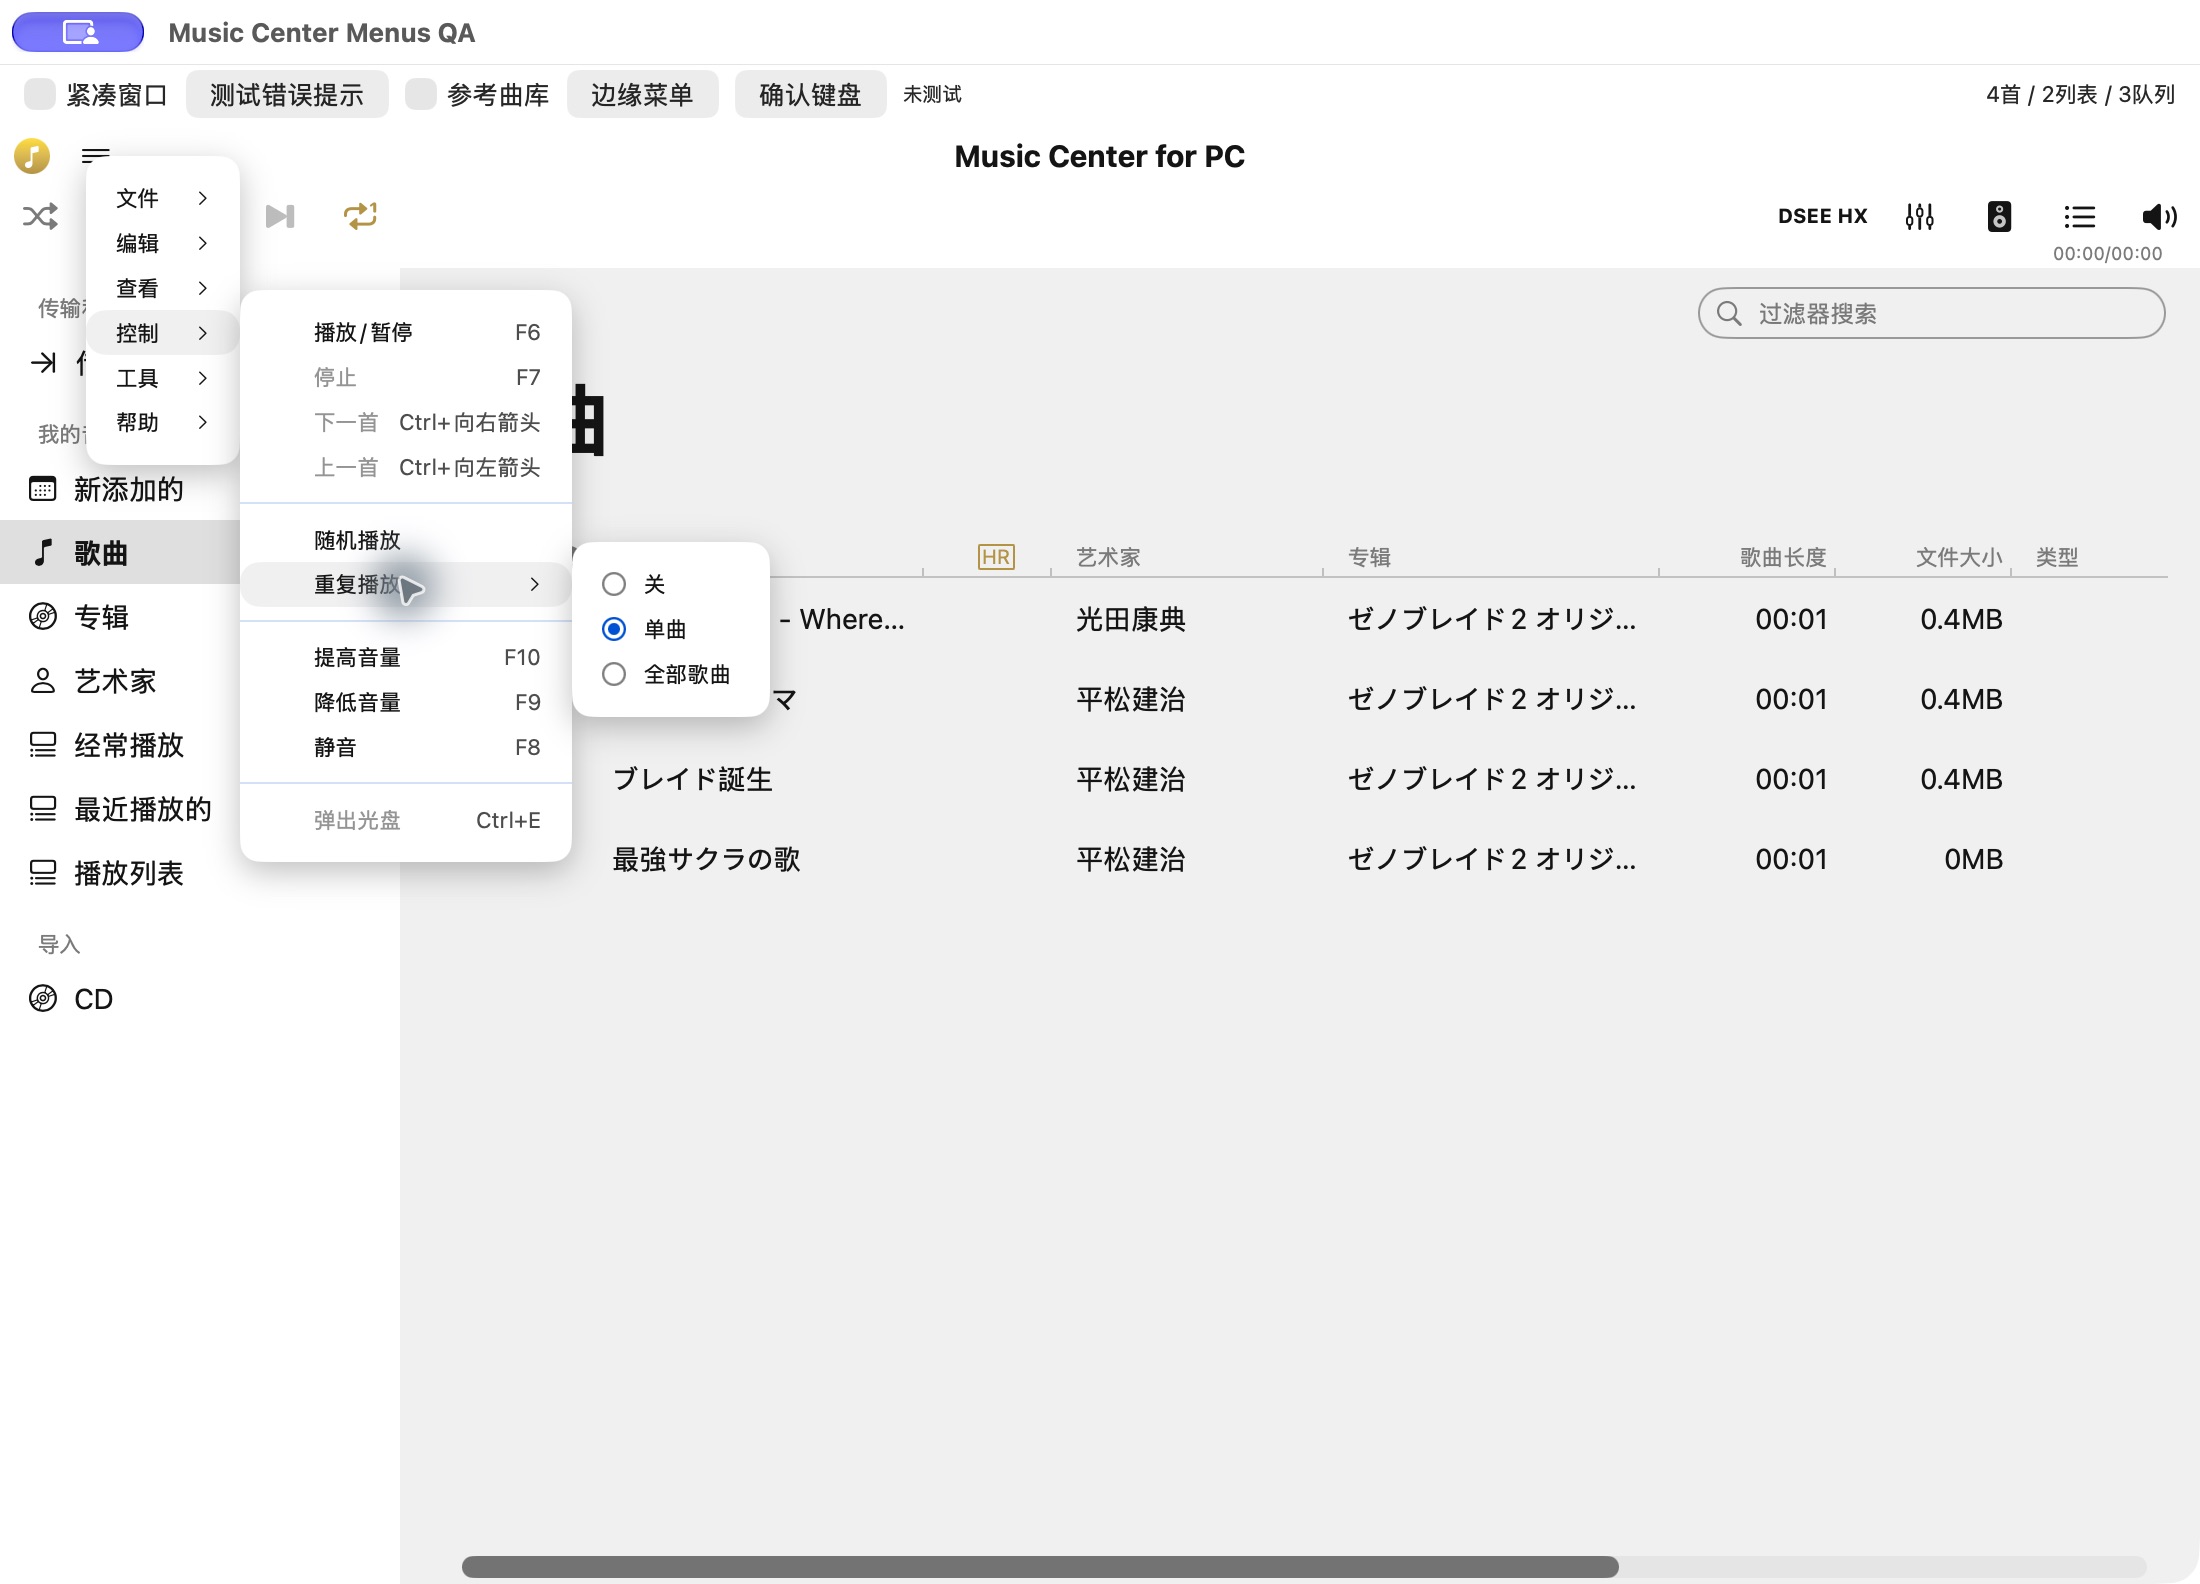 Music Center Menus QA
紧凑窗口 测试错误提示 参考曲库 边缘菜单 确认键盘 未测试 4首 / 2列表 / 3队列
Music Center for PC
DSEE HX
00:00/00:00
文件
编辑
查看
控制
工具
帮助
播放/暂停 F6
停止 F7
下一首 Ctrl+向右箭头
上一首 Ctrl+向左箭头
随机播放
重复播放
提高音量 F10
降低音量 F9
静音 F8
弹出光盘 Ctrl+E
关
单曲
全部歌曲
传输
我的
新添加的
歌曲
专辑
艺术家
经常播放
最近播放的
播放列表
导入
CD
过滤器搜索
曲
HR 艺术家 专辑 歌曲长度 文件大小 类型
- Where... 光田康典 ゼノブレイド2 オリジ... 00:01 0.4MB
マ 平松建治 ゼノブレイド2 オリジ... 00:01 0.4MB
ブレイド誕生 平松建治 ゼノブレイド2 オリジ... 00:01 0.4MB
最強サクラの歌 平松建治 ゼノブレイド2 オリジ... 00:01 0MB